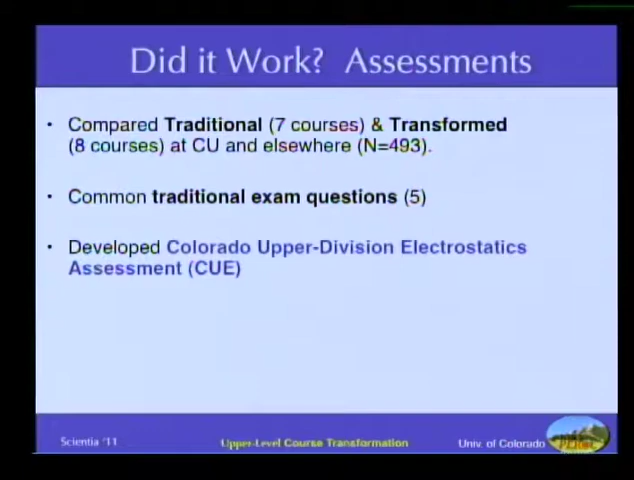 Did it Work? Assessments
• Compared Traditional (7 courses) & Transformed
(8 courses) at CU and elsewhere (N=493).
• Common traditional exam questions (5)
• Developed Colorado Upper-Division Electrostatics
Assessment (CUE)
Scientia '11
Upper-Level Course Transformation
Univ. of Colorado